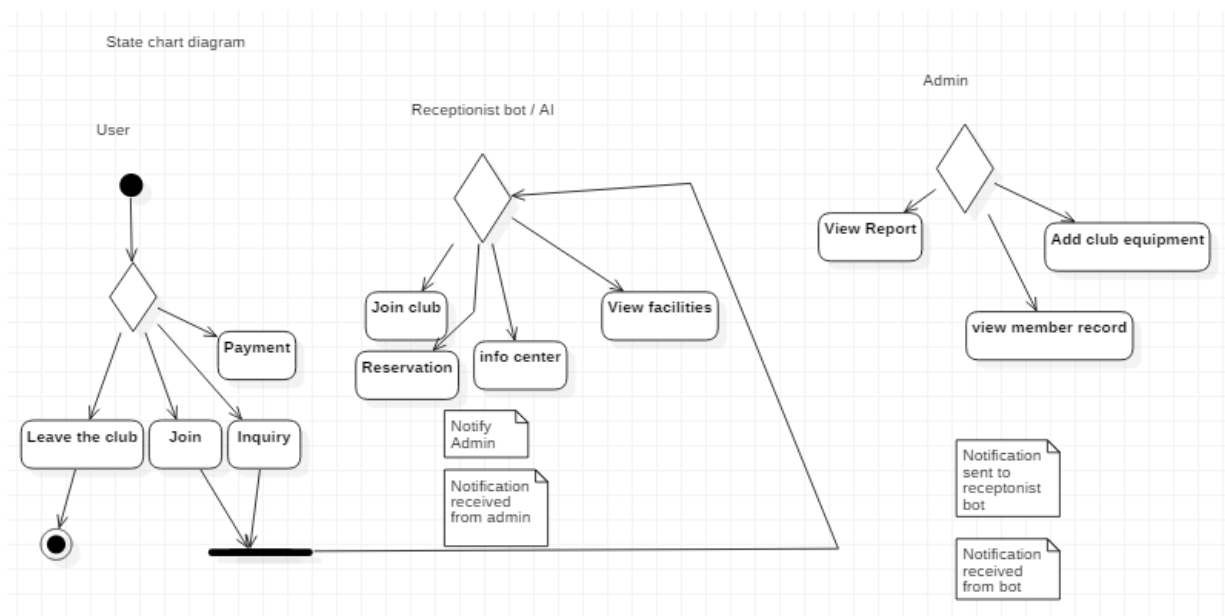 State chart diagram
Admin
Receptionist bot / AI
User
View Report
Add club equipment
Join club
View facilities
view member record
Payment
Reservation
info center
Leave the club
Join
Inquiry
Notify
Admin
Notification
received
from admin
Notification
sent to
receptonist
bot
Notification
received
from bot